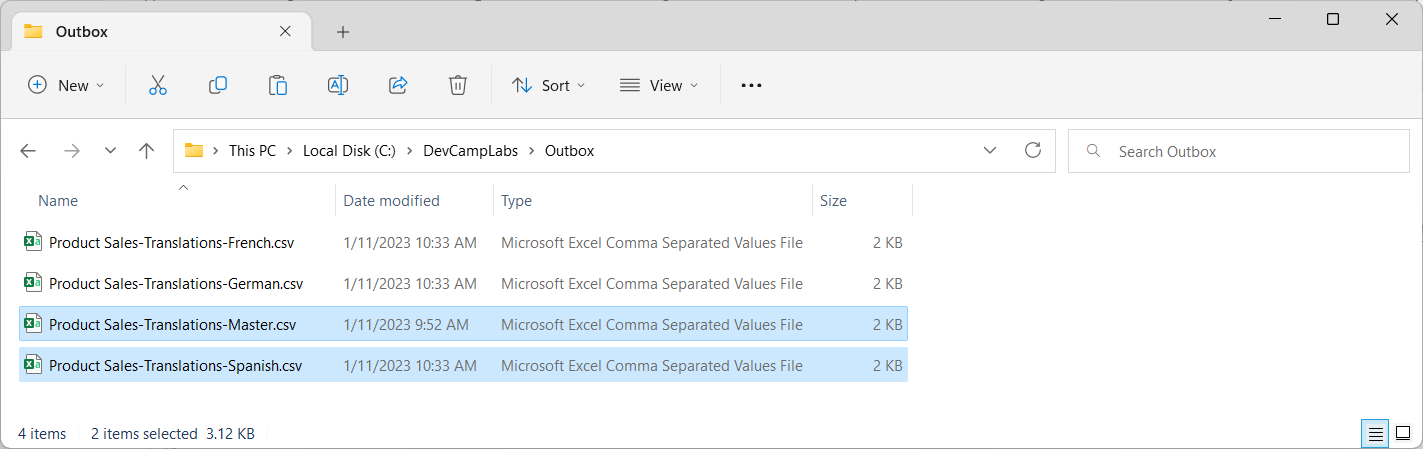 Outbox
New
Sort
View
This PC > Local Disk (C:) > DevCampLabs > Outbox
Search Outbox
Name Date modified Type Size
Product Sales-Translations-French.csv 1/11/2023 10:33 AM Microsoft Excel Comma Separated Values File 2 KB
Product Sales-Translations-German.csv 1/11/2023 10:33 AM Microsoft Excel Comma Separated Values File 2 KB
Product Sales-Translations-Master.csv 1/11/2023 9:52 AM Microsoft Excel Comma Separated Values File 2 KB
Product Sales-Translations-Spanish.csv 1/11/2023 10:33 AM Microsoft Excel Comma Separated Values File 2 KB
4 items 2 items selected 3.12 KB